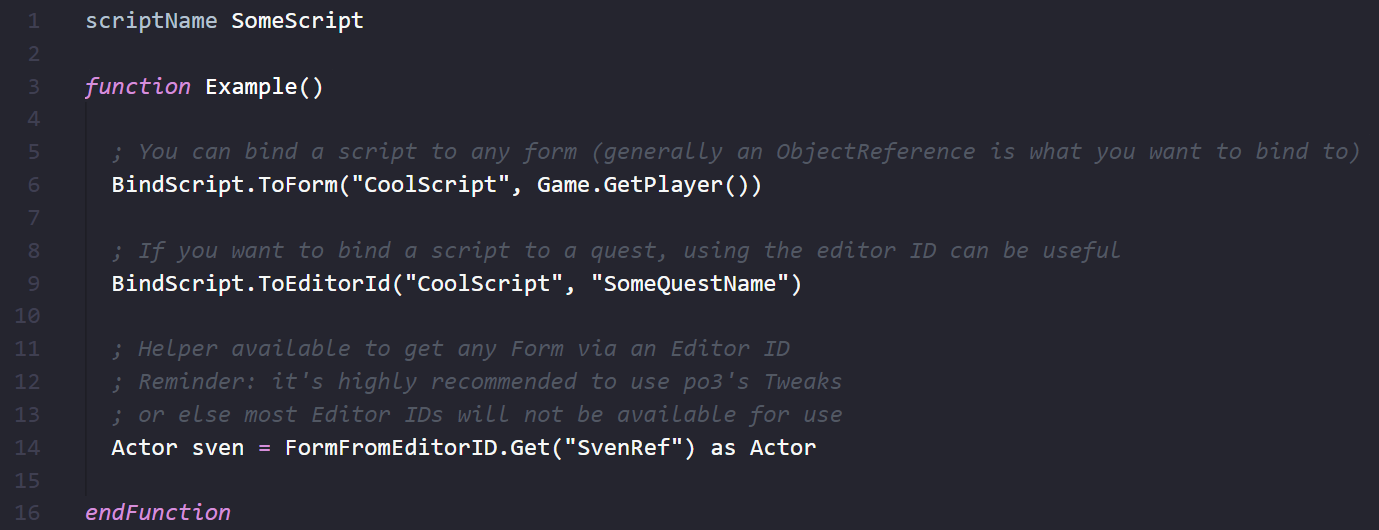 1 scriptName SomeScript
2
3 function Example()
4
5 ; You can bind a script to any form (generally an ObjectReference is what you want to bind to)
6 BindScript.ToForm("CoolScript", Game.GetPlayer())
7
8 ; If you want to bind a script to a quest, using the editor ID can be useful
9 BindScript.ToEditorId("CoolScript", "SomeQuestName")
10
11 ; Helper available to get any Form via an Editor ID
12 ; Reminder: it's highly recommended to use po3's Tweaks
13 ; or else most Editor IDs will not be available for use
14 Actor sven = FormFromEditorID.Get("SvenRef") as Actor
15
16 endFunction